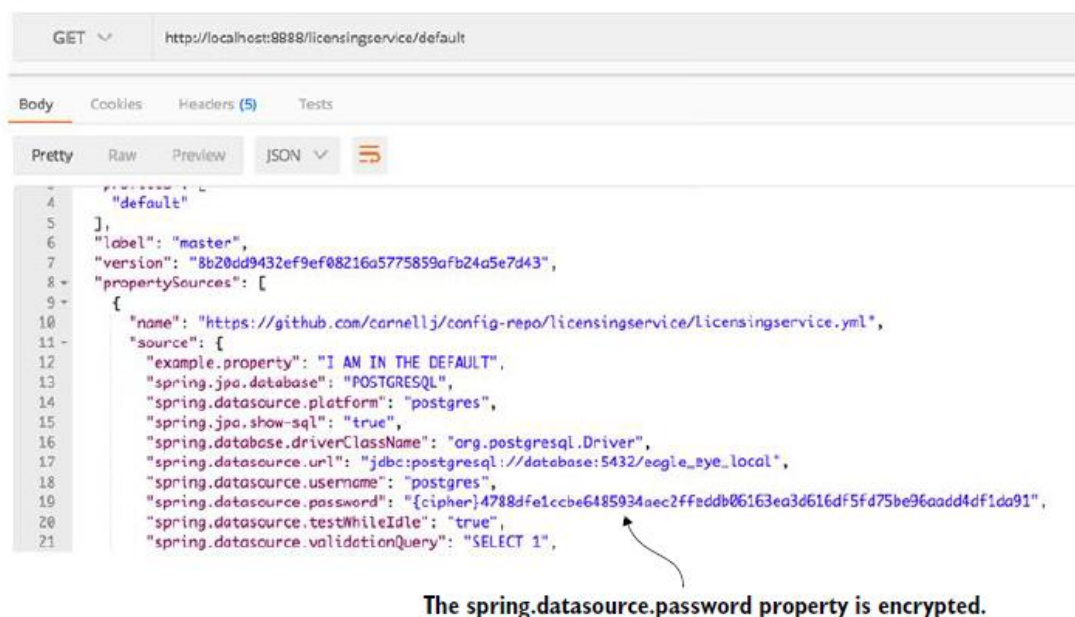 GET http://localhost:8888/licensingservice/default
Body Cookies Headers (5) Tests
Pretty Raw Preview JSON
4 "default"
5 ],
6 "label": "master",
7 "version": "8b20dd9432ef9ef08216a5775859afb24a5e7d43",
8 "propertySources": [
9 {
10 "name": "https://github.com/carnellj/config-repo/licensingservice/licensingservice.yml",
11 "source": {
12 "example.property": "I AM IN THE DEFAULT",
13 "spring.jpa.database": "POSTGRESQL",
14 "spring.datasource.platform": "postgres",
15 "spring.jpa.show-sql": "true",
16 "spring.database.driverClassName": "org.postgresql.Driver",
17 "spring.datasource.url": "jdbc:postgresql://database:5432/eagle_eye_local",
18 "spring.datasource.username": "postgres",
19 "spring.datasource.password": "{cipher}4788dfe1ccbe6485934aec2ffeddb06163ea3d616df5fd75be96aadd4df1da91",
20 "spring.datasource.testWhileIdle": "true",
21 "spring.datasource.validationQuery": "SELECT 1",
The spring.datasource.password property is encrypted.